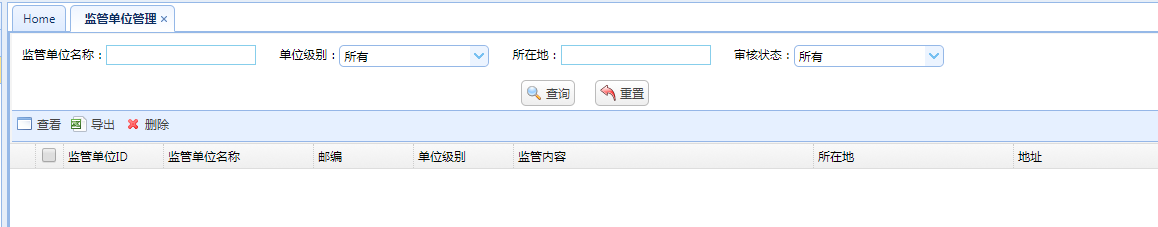 Home 监管单位管理
监管单位名称： 单位级别： 所有 所在地： 审核状态： 所有
查询 重置
查看 导出 删除
监管单位ID 监管单位名称 邮编 单位级别 监管内容 所在地 地址